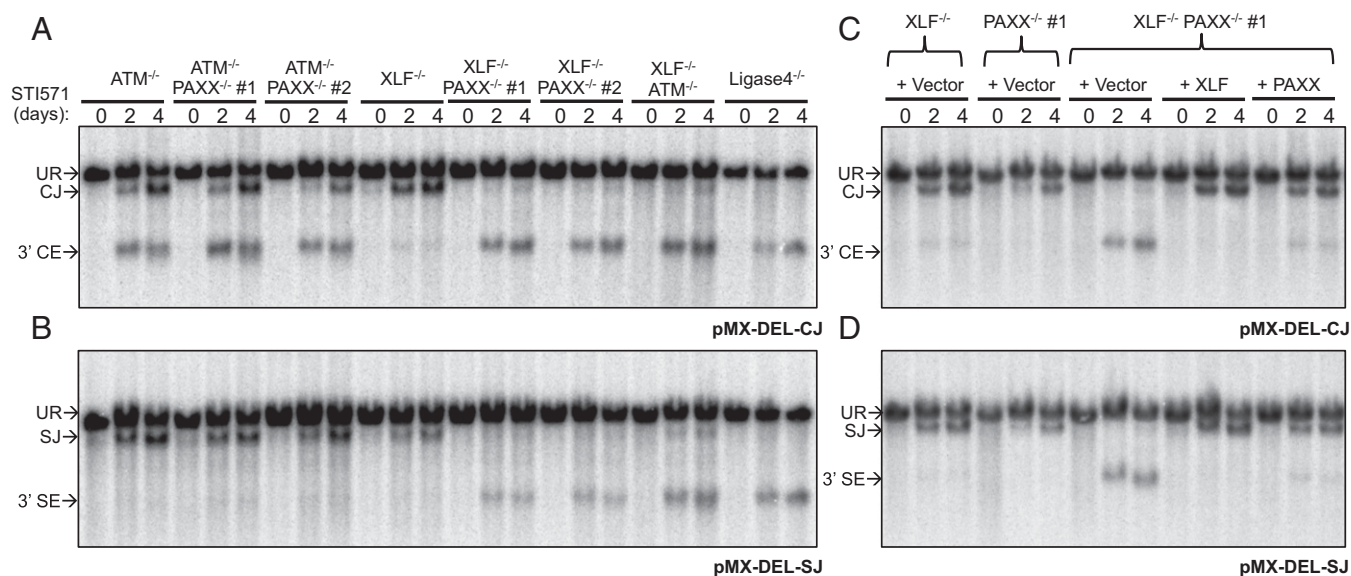 A
ATM-/-
ATM-/- PAXX-/- #1
ATM-/- PAXX-/- #2
XLF-/-
XLF-/- PAXX-/- #1
XLF-/- PAXX-/- #2
XLF-/- ATM-/-
Ligase4-/-
STI571 (days):
0 2 4 0 2 4 0 2 4 0 2 4 0 2 4 0 2 4 0 2 4 0 2 4
UR→
CJ→
3' CE→
pMX-DEL-CJ
B
UR→
SJ→
3' SE→
pMX-DEL-SJ
C
XLF-/-
PAXX-/- #1
XLF-/- PAXX-/- #1
+ Vector
+ Vector
+ Vector
+ XLF
+ PAXX
0 2 4 0 2 4 0 2 4 0 2 4 0 2 4
UR→
CJ→
3' CE→
pMX-DEL-CJ
D
UR→
SJ→
3' SE→
pMX-DEL-SJ